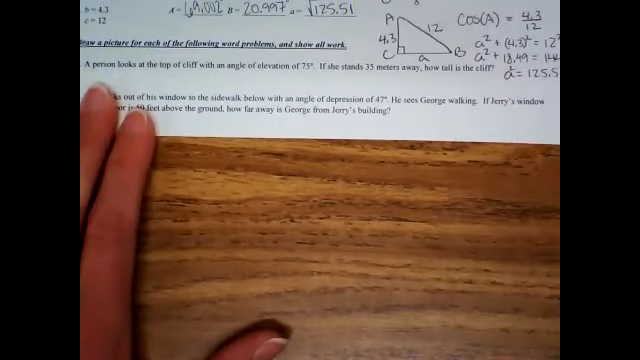 b = 4.3
c = 12
A = 69.002° B = 20.997° a = √125.51
A
12
4.3
C
a
B
cos(A) = 4.3
12
a² + (4.3)² = 12
a² + 18.49 = 144
a² = 125.5
a picture for each of the following word problems, and show all work.
A person looks at the top of cliff with an angle of elevation of 75°. If she stands 35 meters away, how tall is the cliff?
out of his window to the sidewalk below with an angle of depression of 47°. He sees George walking. If Jerry's window
is feet above the ground, how far away is George from Jerry's building?